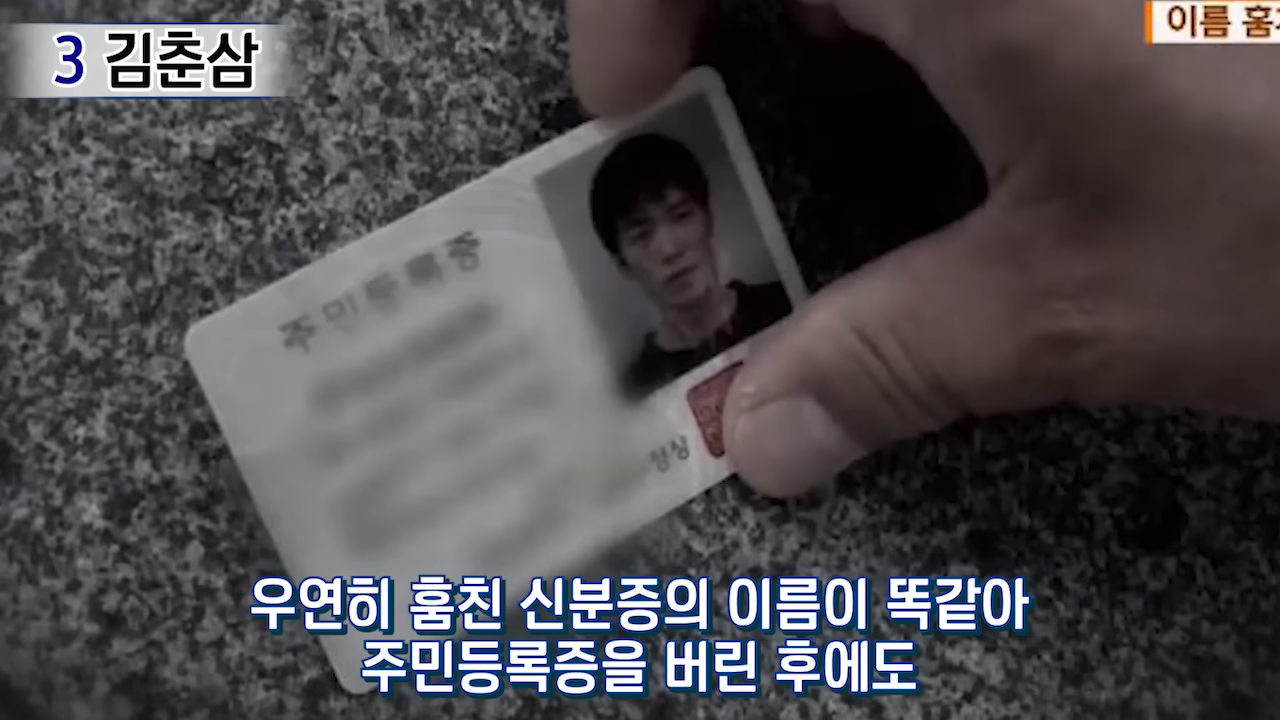 3 김춘삼
이름 훔
주민등록증
청장
우연히 훔친 신분증의 이름이 똑같아
주민등록증을 버린 후에도